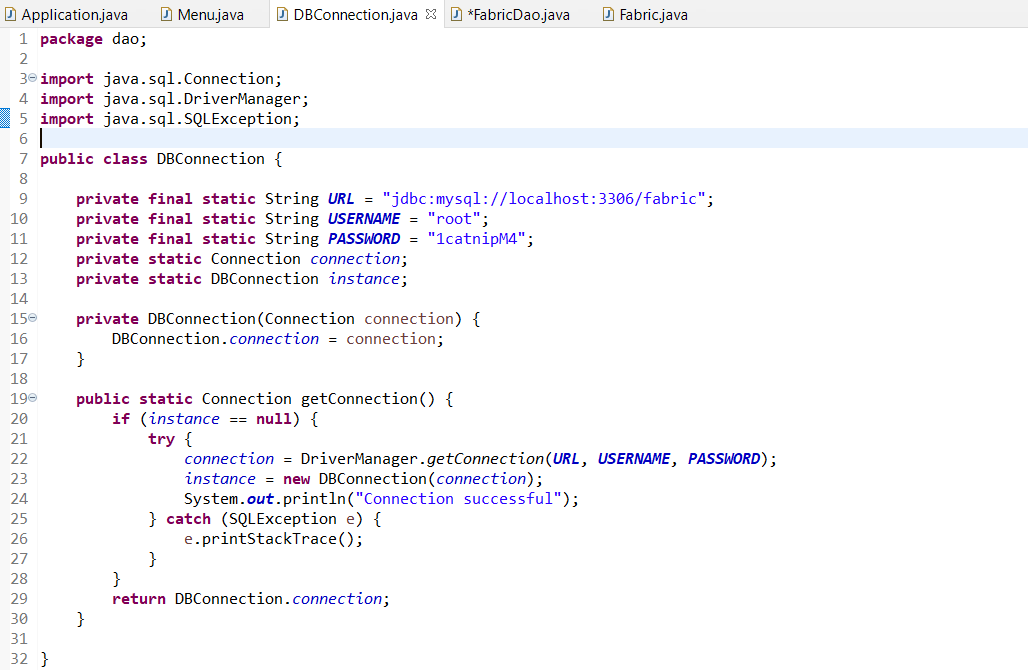 Application.java Menu.java DBConnection.java *FabricDao.java Fabric.java
1 package dao;
2
3 import java.sql.Connection;
4 import java.sql.DriverManager;
5 import java.sql.SQLException;
6
7 public class DBConnection {
8
9     private final static String URL = "jdbc:mysql://localhost:3306/fabric";
10     private final static String USERNAME = "root";
11     private final static String PASSWORD = "1catnipM4";
12     private static Connection connection;
13     private static DBConnection instance;
14
15     private DBConnection(Connection connection) {
16         DBConnection.connection = connection;
17     }
18
19     public static Connection getConnection() {
20         if (instance == null) {
21             try {
22                 connection = DriverManager.getConnection(URL, USERNAME, PASSWORD);
23                 instance = new DBConnection(connection);
24                 System.out.println("Connection successful");
25             } catch (SQLException e) {
26                 e.printStackTrace();
27             }
28         }
29         return DBConnection.connection;
30     }
31
32 }